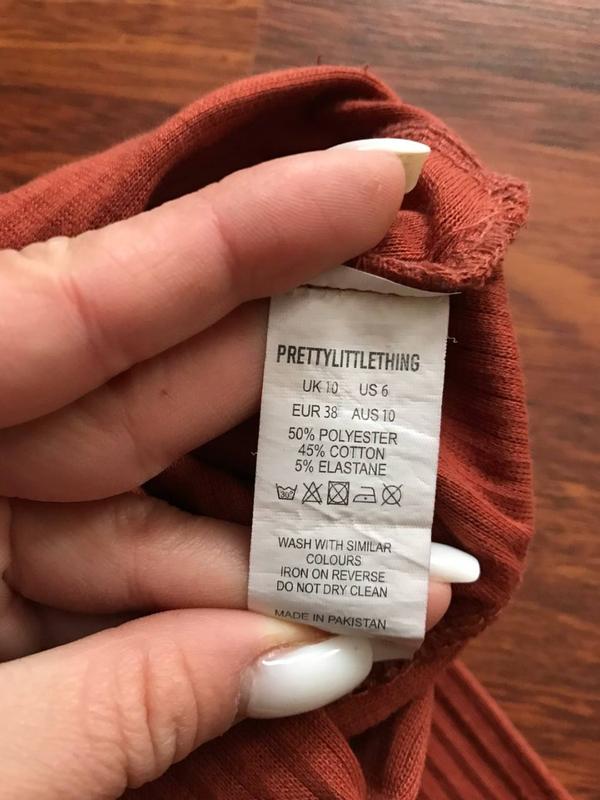 PRETTYLITTLETHING
UK 10 US 6
EUR 38 AUS 10
50% POLYESTER
45% COTTON
5% ELASTANE
30°
WASH WITH SIMILAR
COLOURS
IRON ON REVERSE
DO NOT DRY CLEAN
MADE IN PAKISTAN